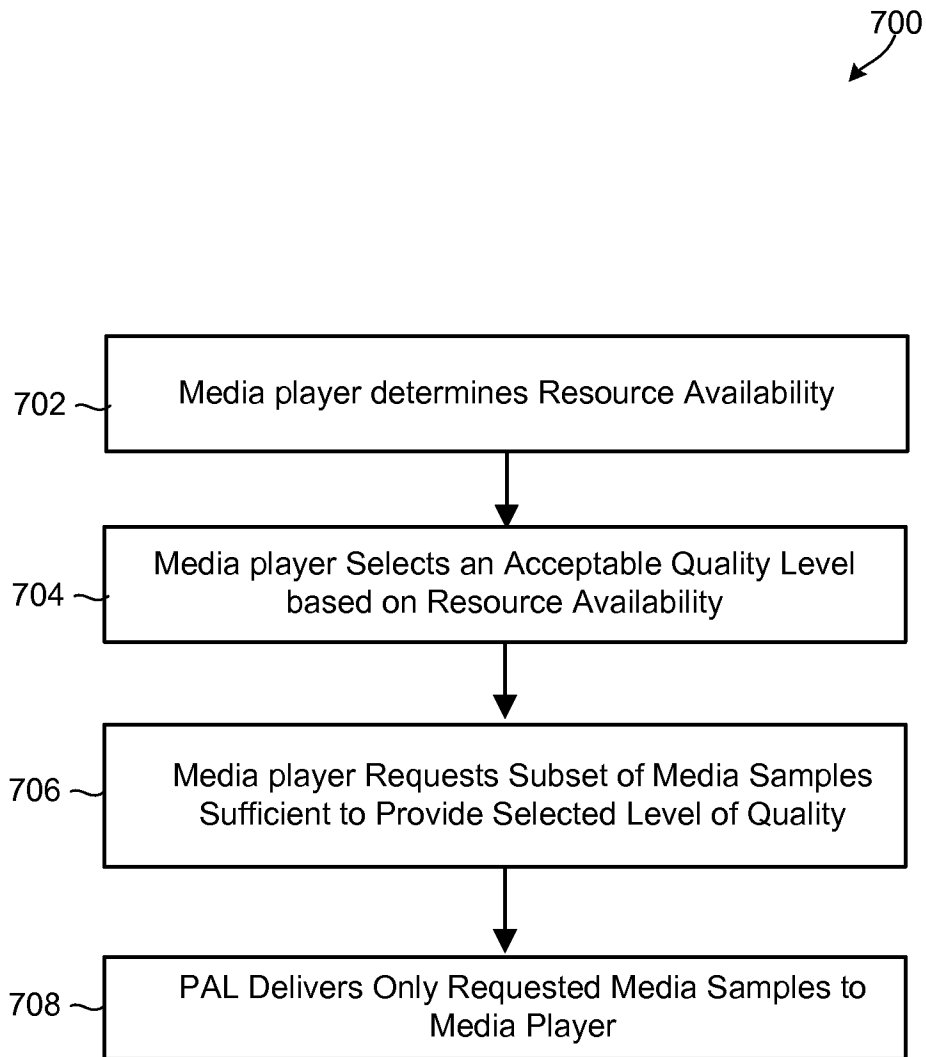 700
702
Media player determines Resource Availability
704
Media player Selects an Acceptable Quality Level
based on Resource Availability
706
Media player Requests Subset of Media Samples
Sufficient to Provide Selected Level of Quality
708
PAL Delivers Only Requested Media Samples to
Media Player